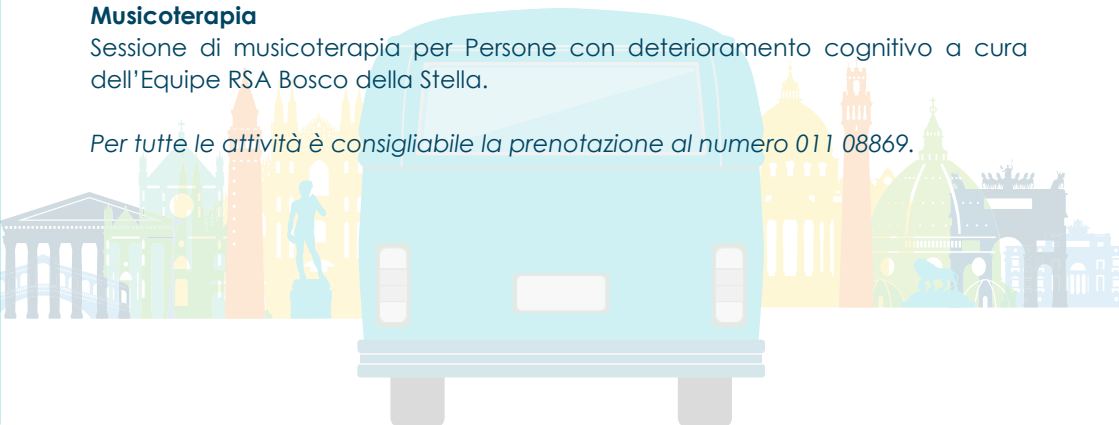 Musicoterapia
Sessione di musicoterapia per Persone con deterioramento cognitivo a cura
dell’Equipe RSA Bosco della Stella.
Per tutte le attività è consigliabile la prenotazione al numero 011 08869.